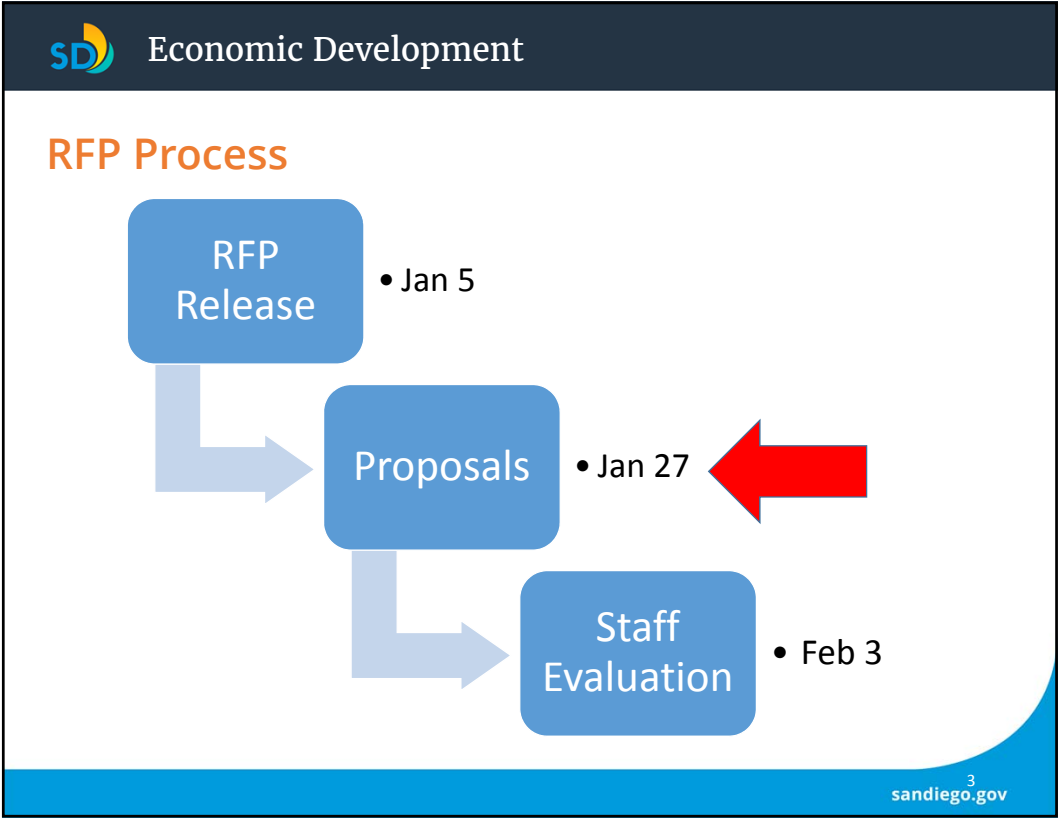 SD
Economic Development
RFP Process
RFP
Release
• Jan 5
Proposals
• Jan 27
Staff
Evaluation
• Feb 3
3
sandiego.gov